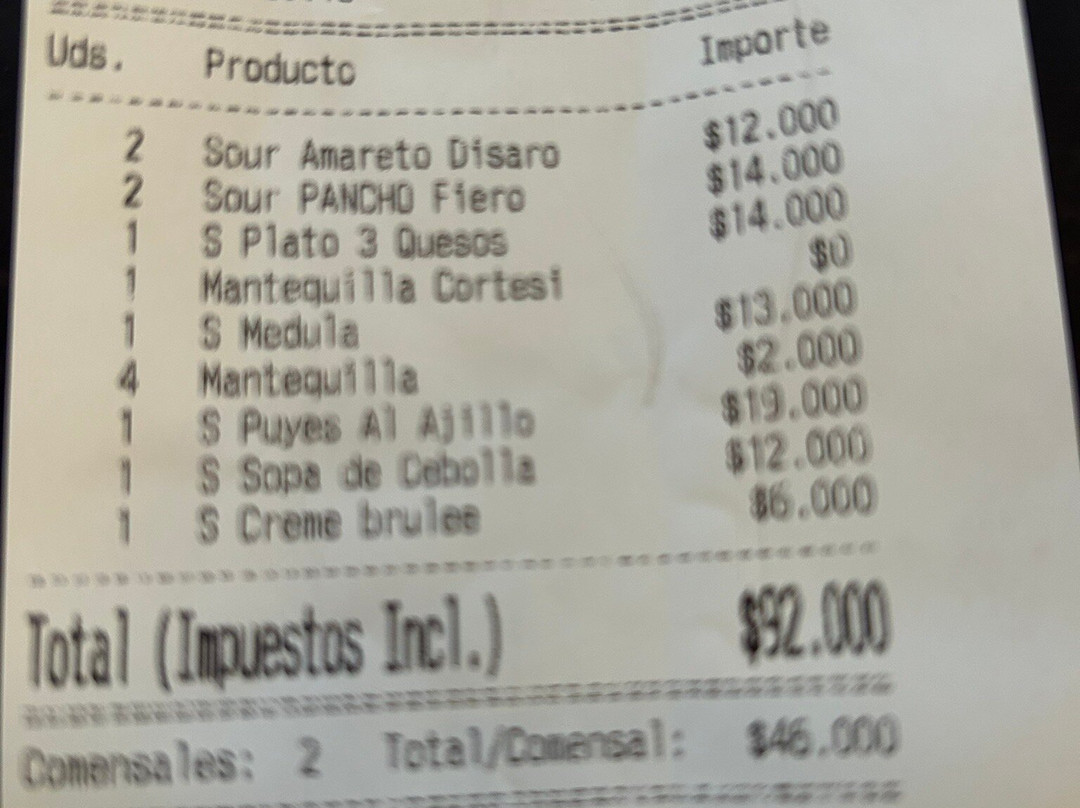 Uds. Producto Importe
2 Sour Amareto Disaro $12.000
2 Sour PANCHO Fiero $14.000
1 S Plato 3 Quesos $14.000
1 Mantequilla Cortesi $0
1 S Medula $13.000
4 Mantequilla $2.000
1 S Puyes Al Ajillo $19.000
1 S Sopa de Cebolla $12.000
1 S Creme brulee $6.000
Total (Impuestos Incl.) $92.000
Comensales: 2 Total/Comensal: $46.000